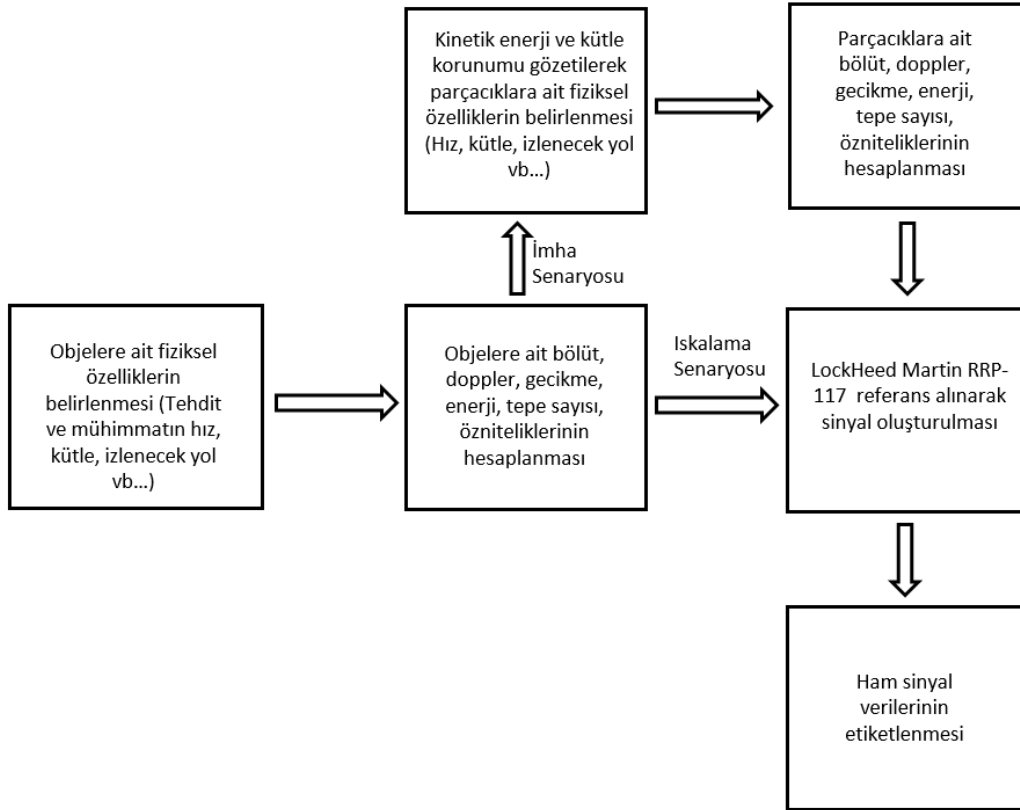 Kinetik enerji ve kütle
korunumu gözetilerek
parçacıklara ait fiziksel
özelliklerin belirlenmesi
(Hız, kütle, izlenecek yol
vb...)
Parçacıklara ait
bölüt, doppler,
gecikme, enerji,
tepe sayısı,
özniteliklerinin
hesaplanması
İmha
Senaryosu
Objelere ait fiziksel
özelliklerin
belirlenmesi (Tehdit
ve mühimmatın hız,
kütle, izlenecek yol
vb...)
Objelere ait bölüt,
doppler, gecikme,
enerji, tepe sayısı,
özniteliklerinin
hesaplanması
Iskalama
Senaryosu
LockHeed Martin RRP-
117 referans alınarak
sinyal oluşturulması
Ham sinyal
verilerinin
etiketlenmesi